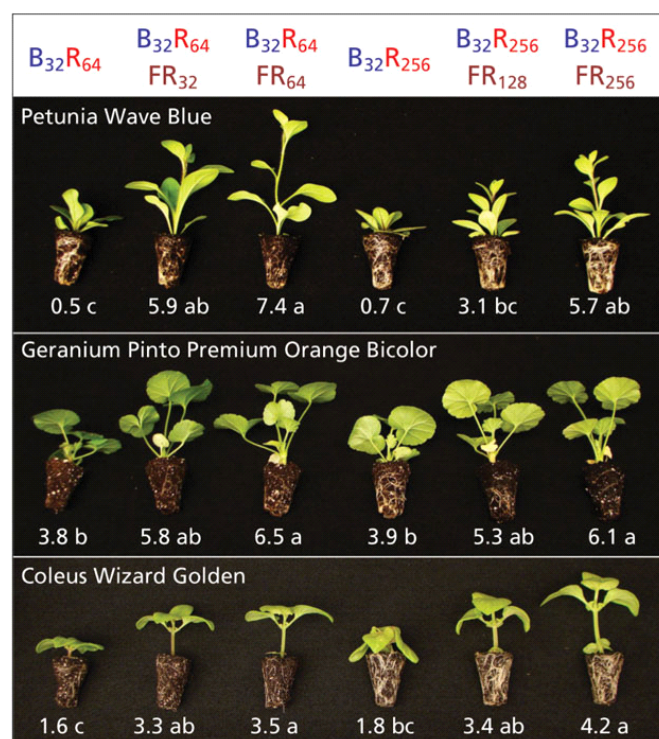 B32R64 B32R64 B32R64 B32R256 B32R256 B32R256
FR32 FR64 FR128 FR256
Petunia Wave Blue
0.5 c 5.9 ab 7.4 a 0.7 c 3.1 bc 5.7 ab
Geranium Pinto Premium Orange Bicolor
3.8 b 5.8 ab 6.5 a 3.9 b 5.3 ab 6.1 a
Coleus Wizard Golden
1.6 c 3.3 ab 3.5 a 1.8 bc 3.4 ab 4.2 a